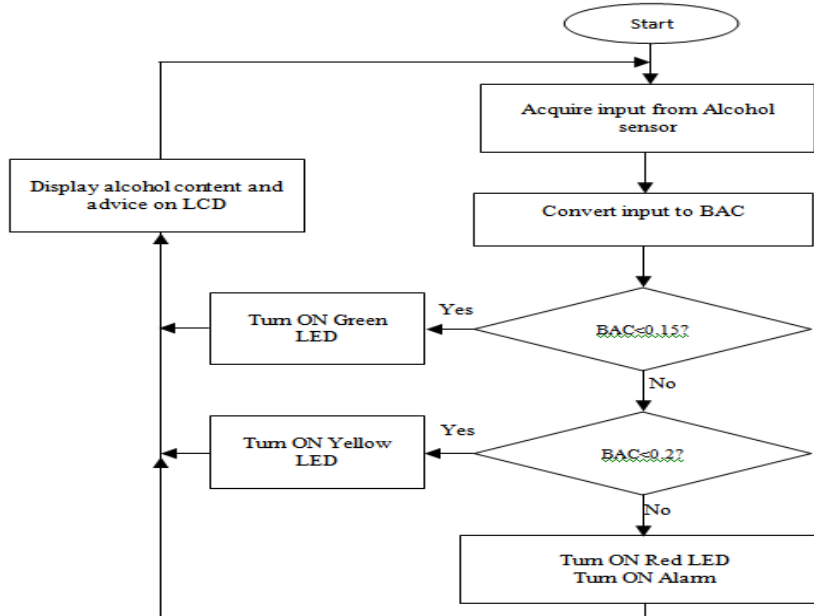 Start
Acquire input from Alcohol
sensor
Display alcohol content and
advice on LCD
Convert input to BAC
Turn ON Green
LED
Yes
BAC<0.15?
No
Turn ON Yellow
LED
Yes
BAC<0.2?
No
Turn ON Red LED
Turn ON Alarm